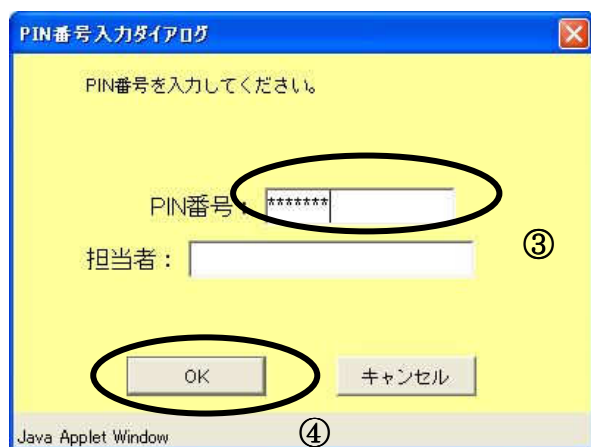 PIN番号入力ダイアログ
PIN番号を入力してください。
PIN番号： *******
③
担当者：
OK キャンセル
Java Applet Window ④